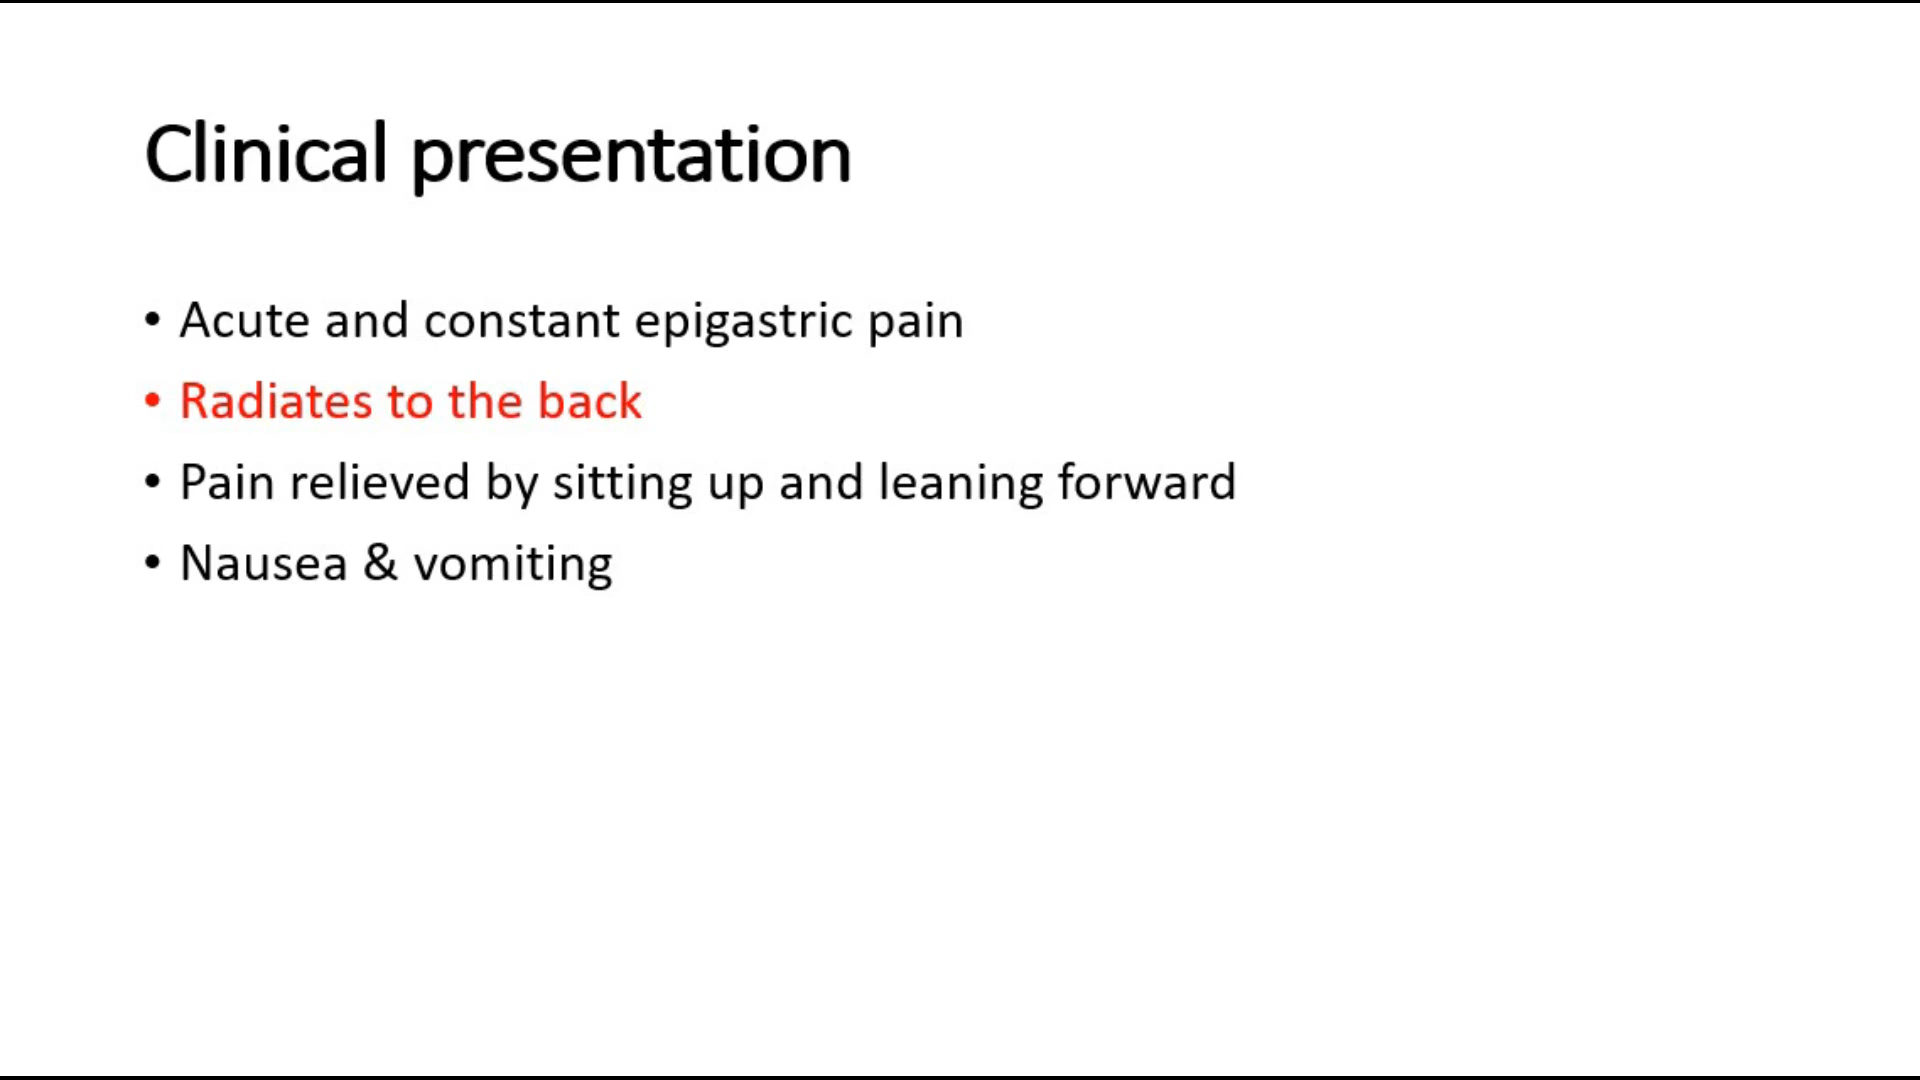 Clinical presentation
• Acute and constant epigastric pain
• Radiates to the back
• Pain relieved by sitting up and leaning forward
• Nausea & vomiting